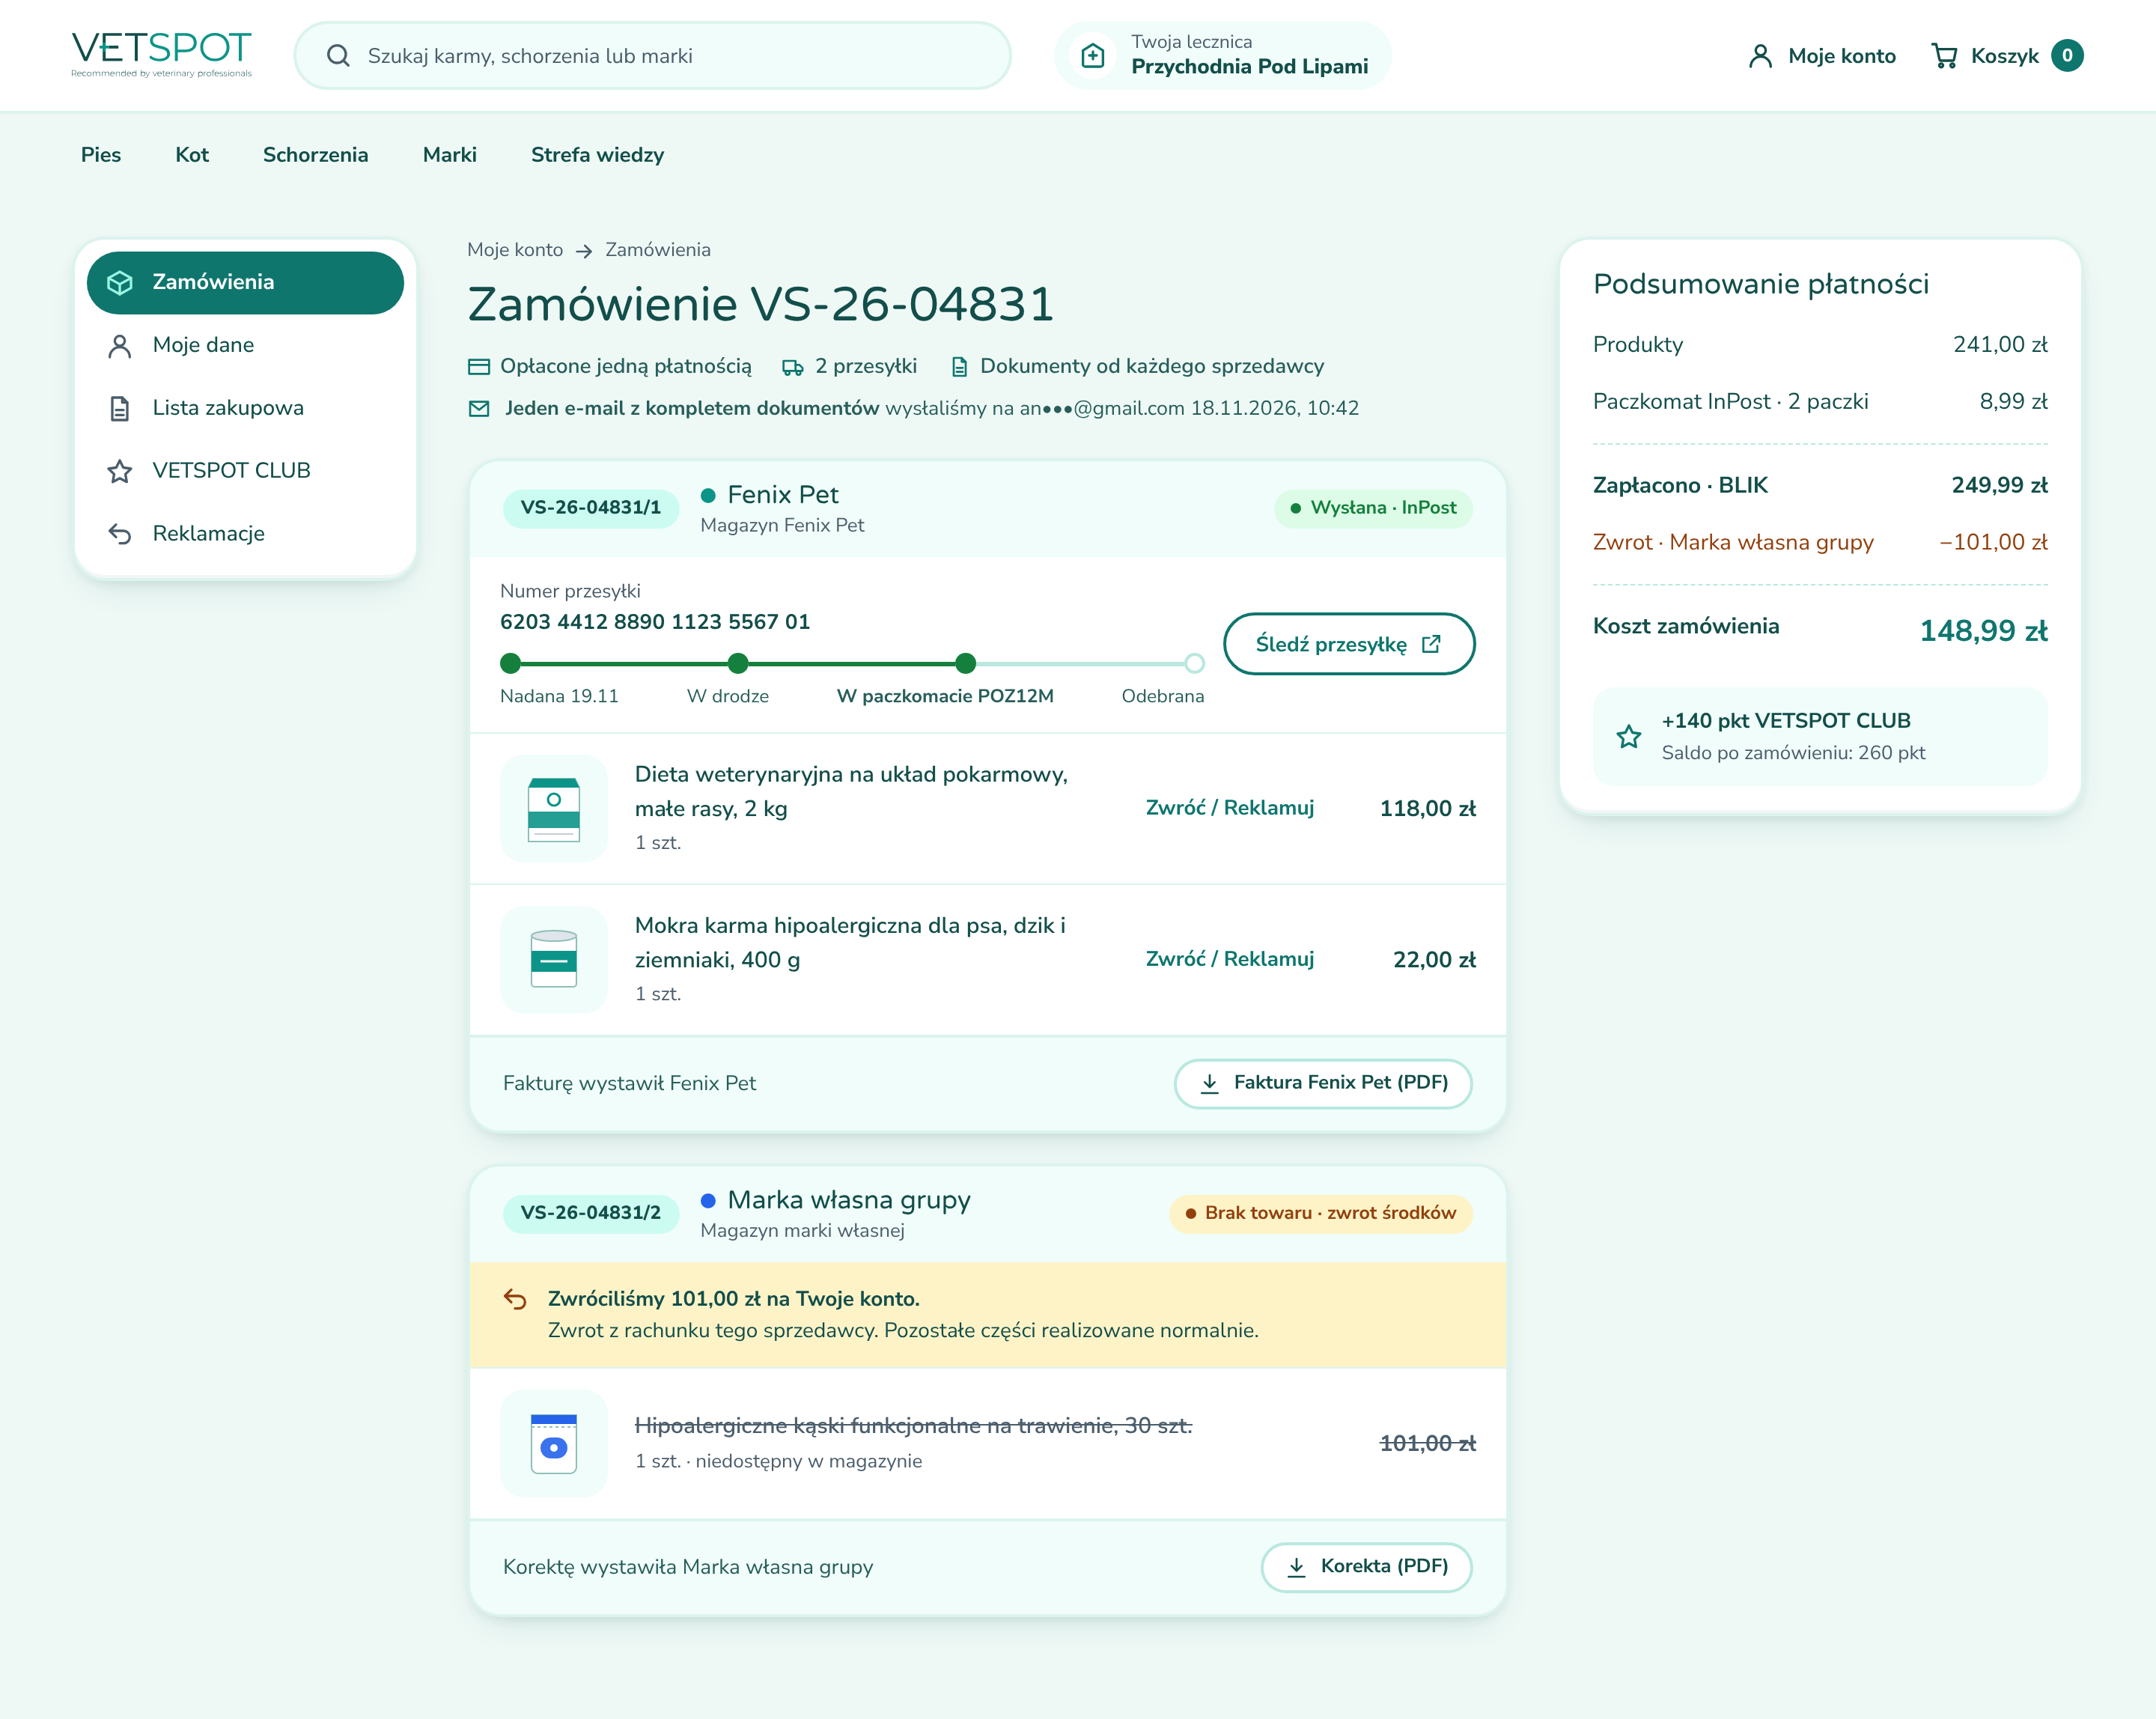 VETSPOT
Recommended by veterinary professionals
Szukaj karmy, schorzenia lub marki
Twoja lecznica
Przychodnia Pod Lipami
Moje konto
Koszyk 0
Pies Kot Schorzenia Marki Strefa wiedzy
Zamówienia
Moje dane
Lista zakupowa
VETSPOT CLUB
Reklamacje
Moje konto → Zamówienia
Zamówienie VS-26-04831
Opłacone jedną płatnością 2 przesyłki Dokumenty od każdego sprzedawcy
Jeden e-mail z kompletem dokumentów wysłaliśmy na an•••@gmail.com 18.11.2026, 10:42
VS-26-04831/1
Fenix Pet
Magazyn Fenix Pet
Wysłana · InPost
Numer przesyłki
6203 4412 8890 1123 5567 01
Śledź przesyłkę
Nadana 19.11 W drodze W paczkomacie POZ12M Odebrana
Dieta weterynaryjna na układ pokarmowy,
małe rasy, 2 kg
1 szt.
Zwróć / Reklamuj
118,00 zł
Mokra karma hipoalergiczna dla psa, dzik i
ziemniaki, 400 g
1 szt.
Zwróć / Reklamuj
22,00 zł
Fakturę wystawił Fenix Pet
Faktura Fenix Pet (PDF)
VS-26-04831/2
Marka własna grupy
Magazyn marki własnej
Brak towaru · zwrot środków
Zwróciliśmy 101,00 zł na Twoje konto.
Zwrot z rachunku tego sprzedawcy. Pozostałe części realizowane normalnie.
Hipoalergiczne kąski funkcjonalne na trawienie, 30 szt.
1 szt. · niedostępny w magazynie
101,00 zł
Korektę wystawiła Marka własna grupy
Korekta (PDF)
Podsumowanie płatności
Produkty 241,00 zł
Paczkomat InPost · 2 paczki 8,99 zł
Zapłacono · BLIK 249,99 zł
Zwrot · Marka własna grupy −101,00 zł
Koszt zamówienia 148,99 zł
+140 pkt VETSPOT CLUB
Saldo po zamówieniu: 260 pkt